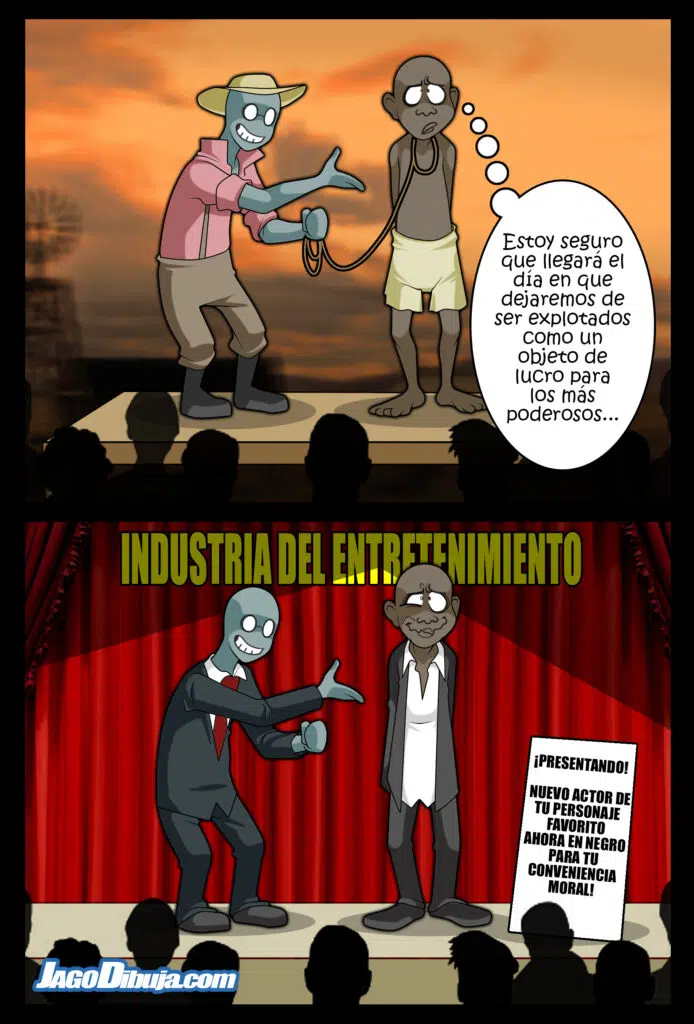 Estoy seguro
que llegará el
día en que
dejaremos de
ser explotados
como un
objeto de
lucro para
los más
poderosos...
INDUSTRIA DEL ENTRETENIMIENTO
¡PRESENTANDO!
NUEVO ACTOR DE
TU PERSONAJE
FAVORITO
AHORA EN NEGRO
PARA TU
CONVENIENCIA
MORAL!
JAGODIBUJA.COM